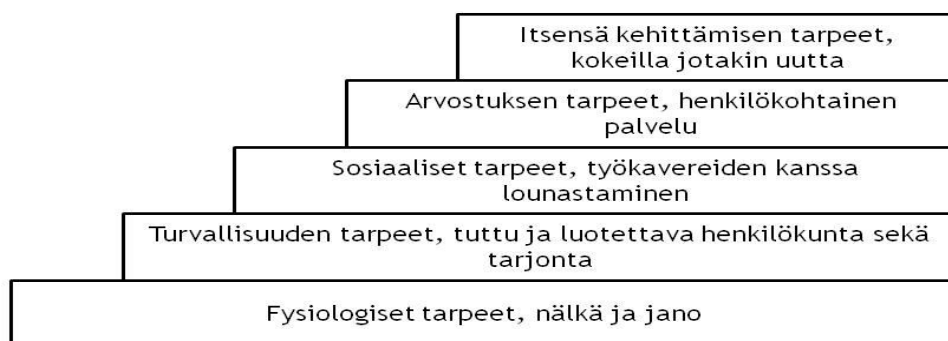 Itsensä kehittämisen tarpeet,
kokeilla jotakin uutta
Arvostuksen tarpeet, henkilökohtainen
palvelu
Sosiaaliset tarpeet, työkavereiden kanssa
lounastaminen
Turvallisuuden tarpeet, tuttu ja luotettava henkilökunta sekä
tarjonta
Fysiologiset tarpeet, nälkä ja jano